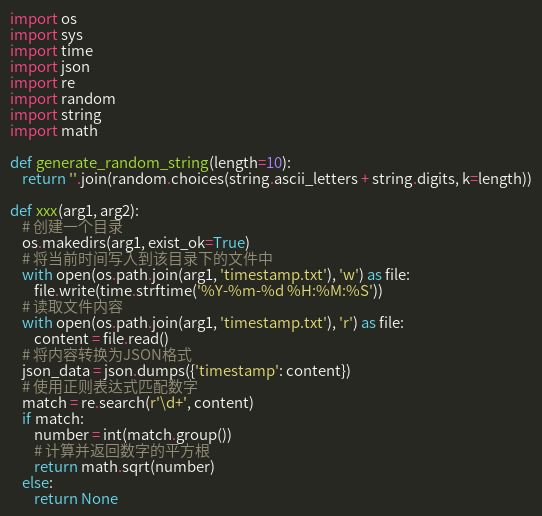 import os
import sys
import time
import json
import re
import random
import string
import math

def generate_random_string(length=10):
    return ''.join(random.choices(string.ascii_letters + string.digits, k=length))

def xxx(arg1, arg2):
    # 创建一个目录
    os.makedirs(arg1, exist_ok=True)
    # 将当前时间写入到该目录下的文件中
    with open(os.path.join(arg1, 'timestamp.txt'), 'w') as file:
        file.write(time.strftime('%Y-%m-%d %H:%M:%S'))
    # 读取文件内容
    with open(os.path.join(arg1, 'timestamp.txt'), 'r') as file:
        content = file.read()
    # 将内容转换为JSON格式
    json_data = json.dumps({'timestamp': content})
    # 使用正则表达式匹配数字
    match = re.search(r'\d+', content)
    if match:
        number = int(match.group())
        # 计算并返回数字的平方根
        return math.sqrt(number)
    else:
        return None